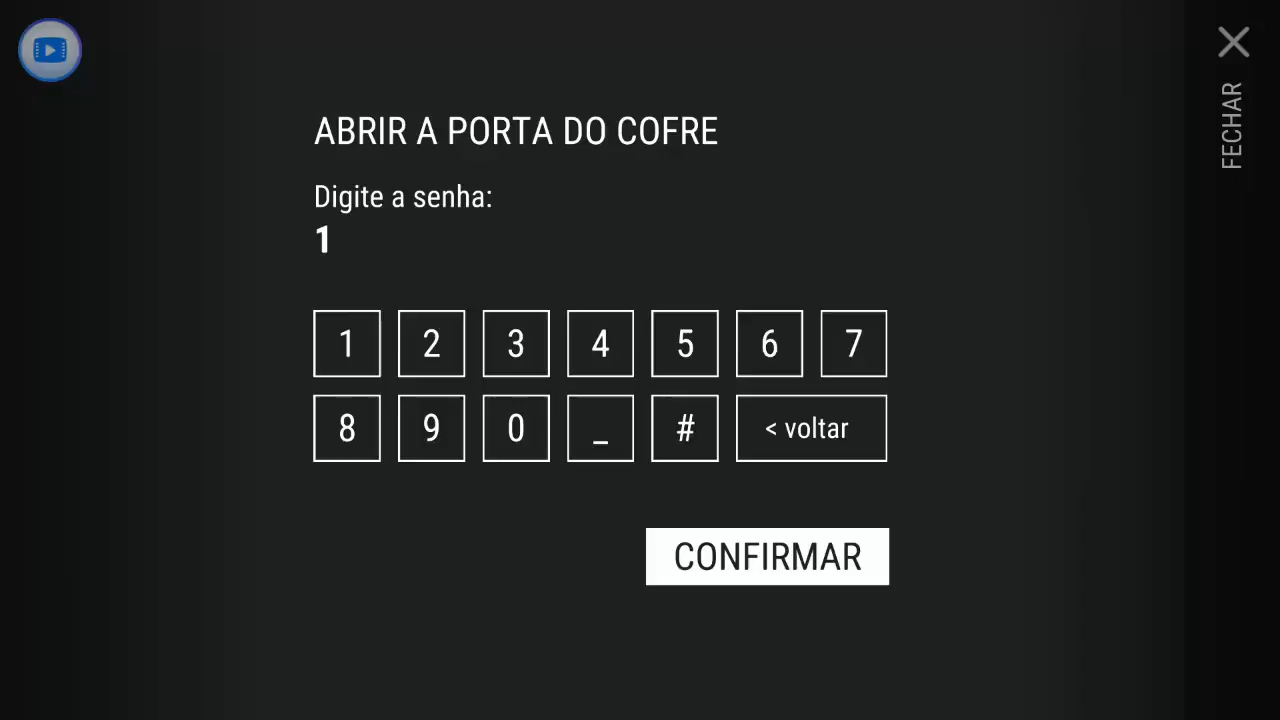 ABRIR A PORTA DO COFRE
FECHAR
Digite a senha:
1
1 2 3 4 5 6 7
8 9 0 _ # < voltar
CONFIRMAR